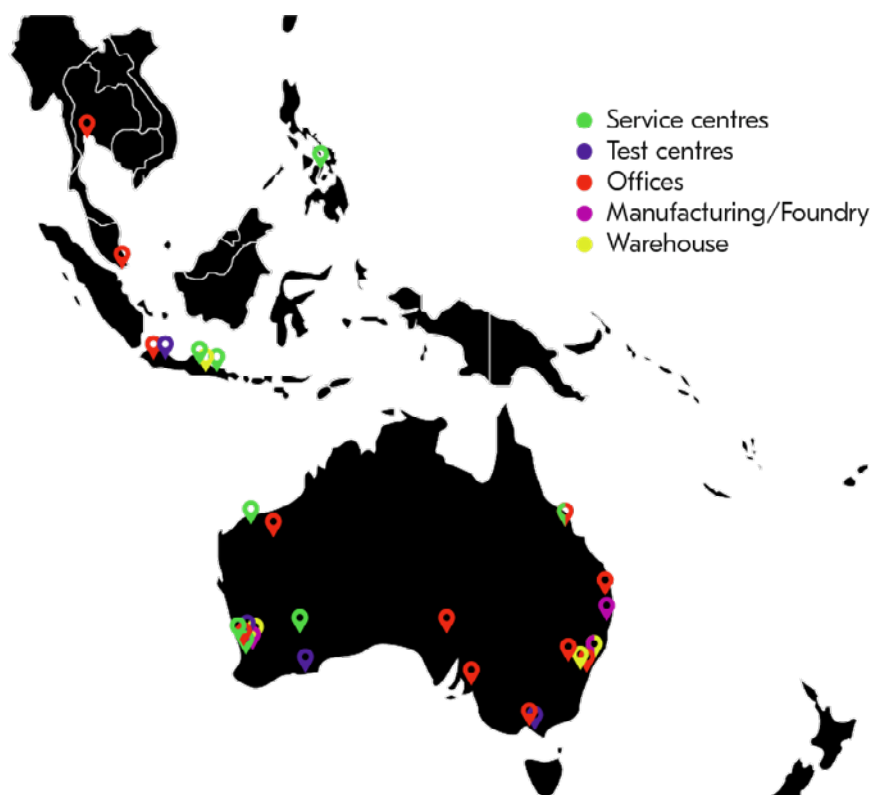 Service centres
Test centres
Offices
Manufacturing/Foundry
Warehouse